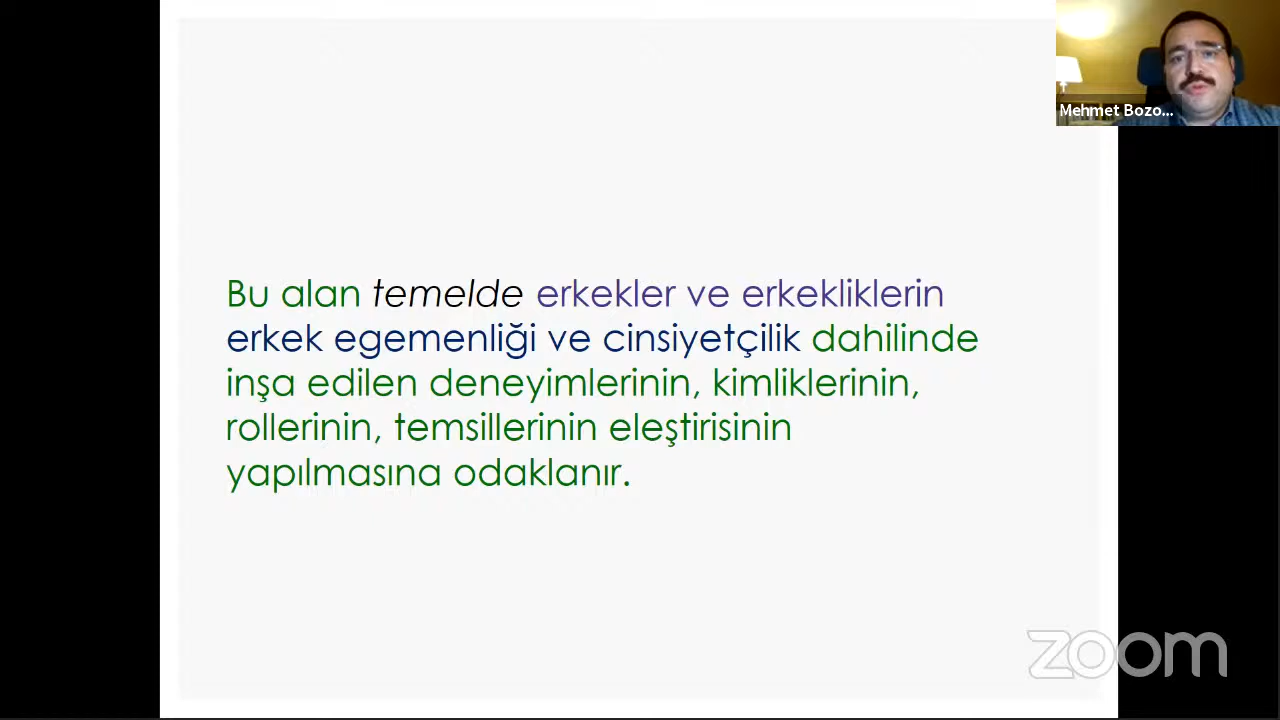 Mehmet Bozo...
Bu alan temelde erkekler ve erkekliklerin
erkek egemenliği ve cinsiyetçilik dahilinde
inşa edilen deneyimlerinin, kimliklerinin,
rollerinin, temsillerinin eleştirisinin
yapılmasına odaklanır.
zoom